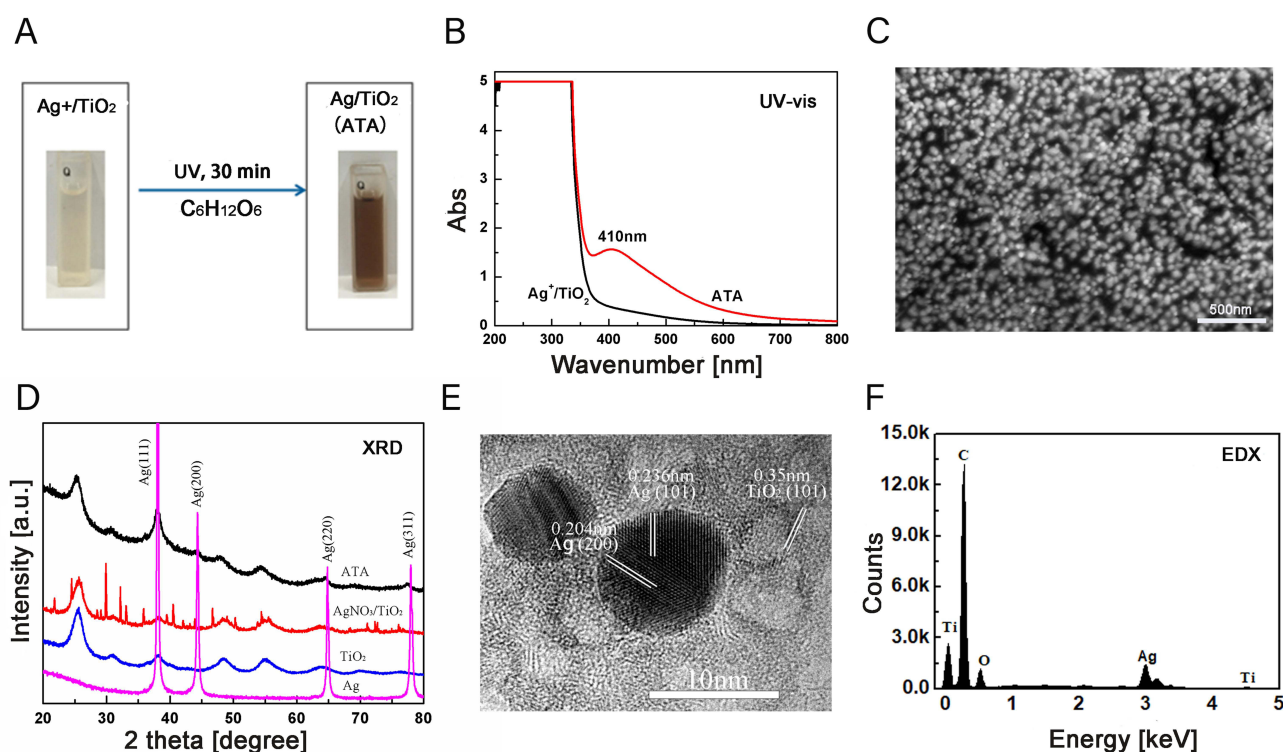 A
Ag+/TiO₂
UV, 30 min
C₆H₁₂O₆
Ag/TiO₂
(ATA)
B
UV-vis
410nm
Ag⁺/TiO₂
ATA
Abs
5
4
3
2
1
0
200
300
400
500
600
700
800
Wavenumber [nm]
C
500nm
D
XRD
Ag(111)
Ag(200)
Ag(220)
Ag(311)
ATA
AgNO₃/TiO₂
TiO₂
Ag
Intensity [a.u.]
20
30
40
50
60
70
80
2 theta [degree]
E
0.236nm
Ag (101)
0.35nm
TiO₂ (101)
0.204nm
Ag (200)
10nm
F
EDX
15.0k
12.0k
9.0k
6.0k
3.0k
0.0
Counts
Ti
C
O
Ag
Ti
0
1
2
3
4
5
Energy [keV]